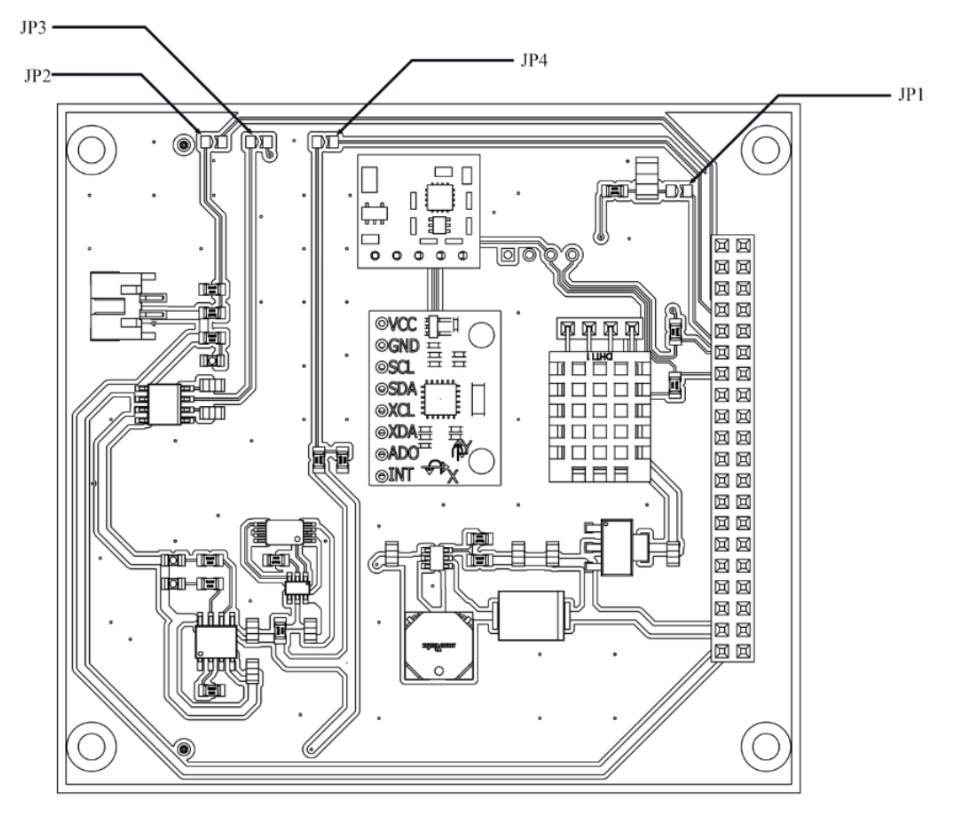 JP3
JP2
JP4
JP1
VCC
GND
SCL
SDA
XCL
XDA
ADO
INT
Y
X
DHT11